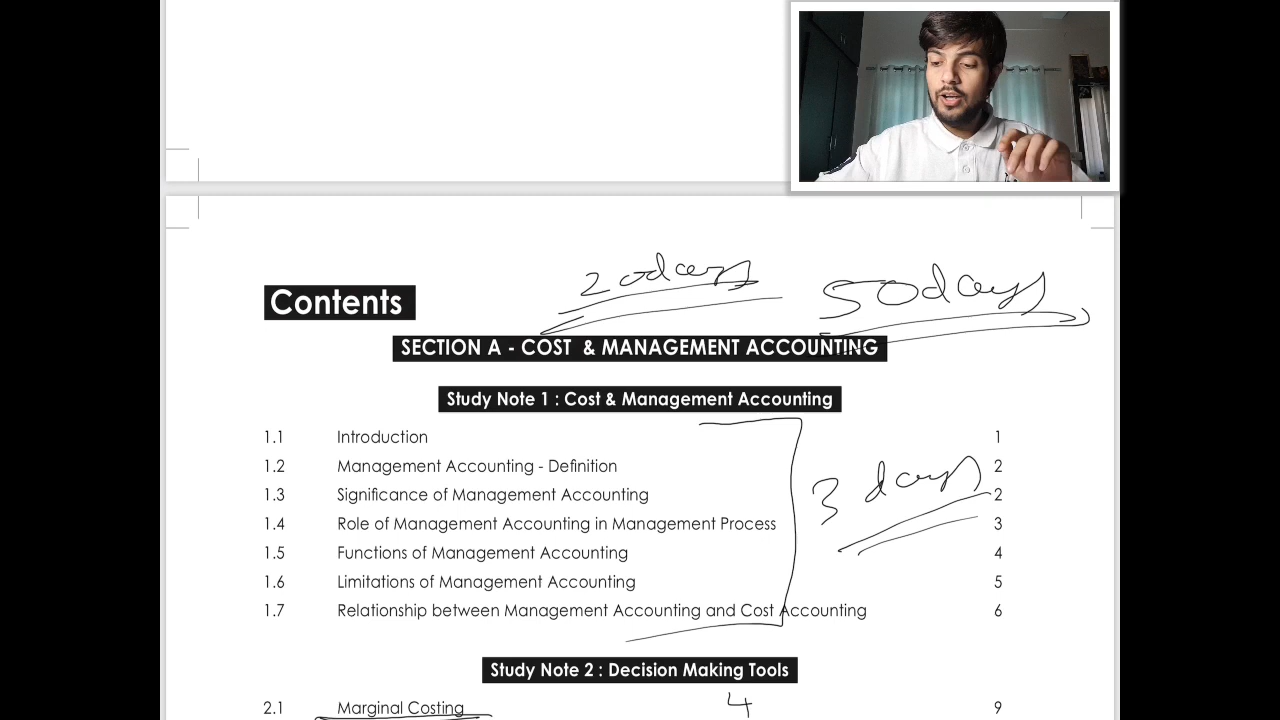 20days 50days
Contents
SECTION A - COST & MANAGEMENT ACCOUNTING
Study Note 1 : Cost & Management Accounting
1.1 Introduction 1
1.2 Management Accounting - Definition 2
1.3 Significance of Management Accounting 2
3 days
1.4 Role of Management Accounting in Management Process 3
1.5 Functions of Management Accounting 4
1.6 Limitations of Management Accounting 5
1.7 Relationship between Management Accounting and Cost Accounting 6
Study Note 2 : Decision Making Tools
2.1 Marginal Costing 4 9